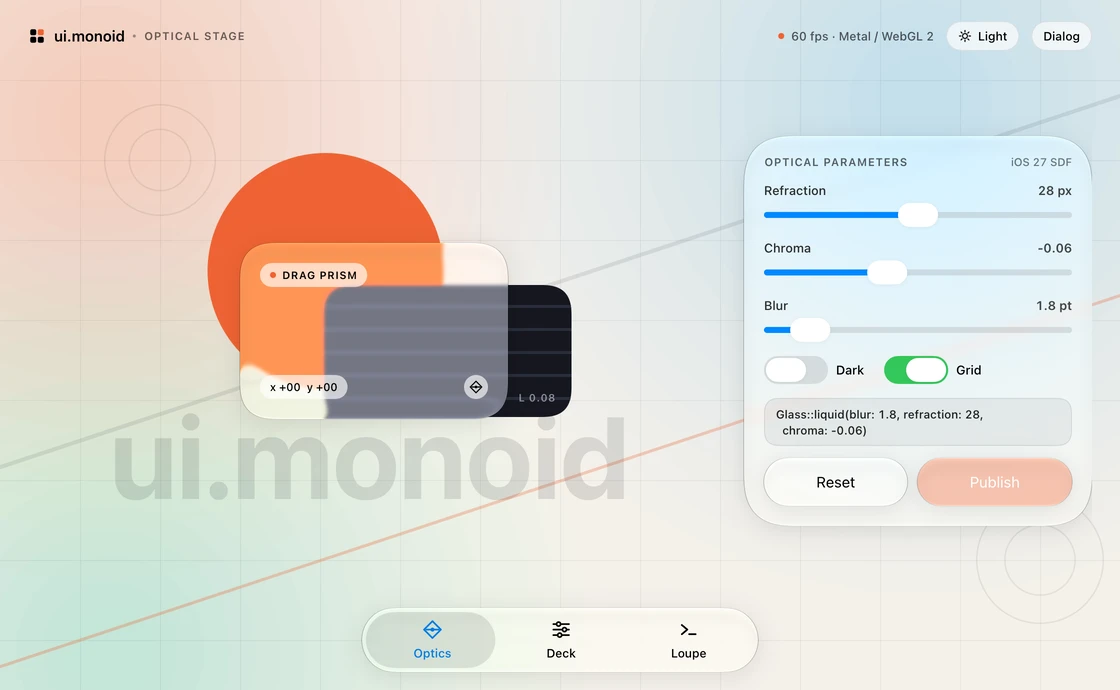 ui.monoid • OPTICAL STAGE
60 fps · Metal / WebGL 2
Light
Dialog
OPTICAL PARAMETERS
iOS 27 SDF
Refraction
28 px
Chroma
-0.06
Blur
1.8 pt
Dark
Grid
Glass::liquid(blur: 1.8, refraction: 28,
chroma: -0.06)
Reset
Publish
DRAG PRISM
x +00 y +00
L 0.08
ui.monoid
Optics
Deck
Loupe